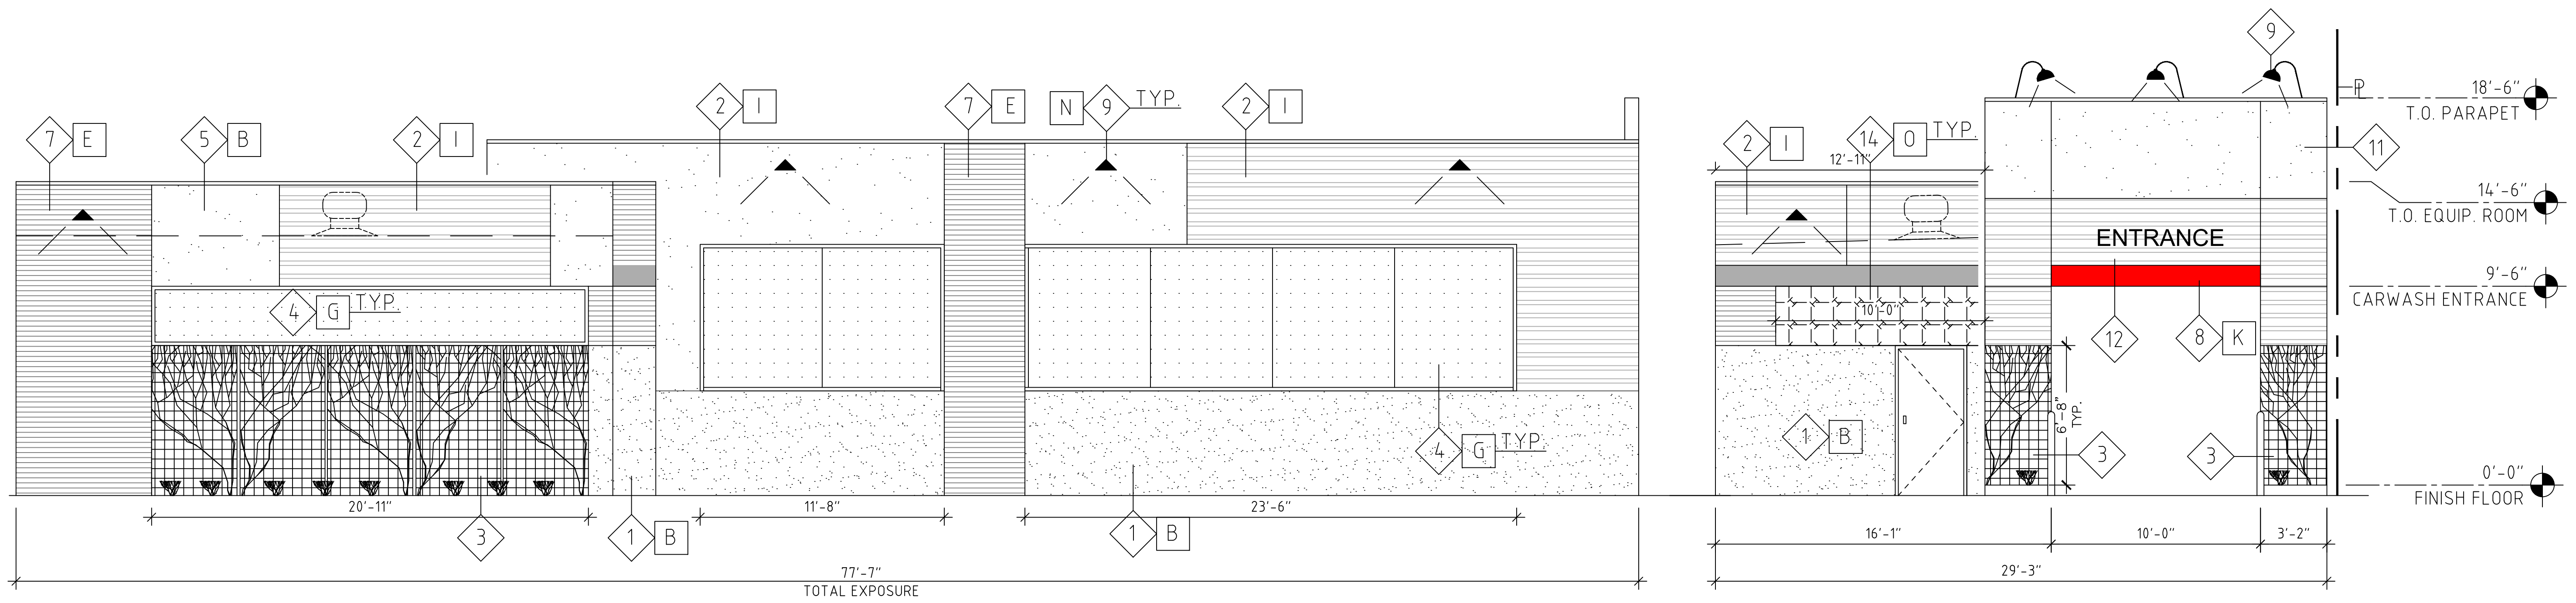 9
18'-6"
T.O. PARAPET
PL
2 I
7 E
N 9 TYP.
2 I
7 E
5 B
2 I
2 I
14 O TYP.
12'-11"
11
14'-6"
T.O. EQUIP. ROOM
ENTRANCE
9'-6"
CARWASH ENTRANCE
4 G TYP.
10'-0"
12
8 K
6'-8"
TYP.
1 B
4 G TYP.
3
3
0'-0"
FINISH FLOOR
20'-11"
11'-8"
23'-6"
3
1 B
1 B
16'-1"
10'-0"
3'-2"
77'-7"
TOTAL EXPOSURE
29'-3"